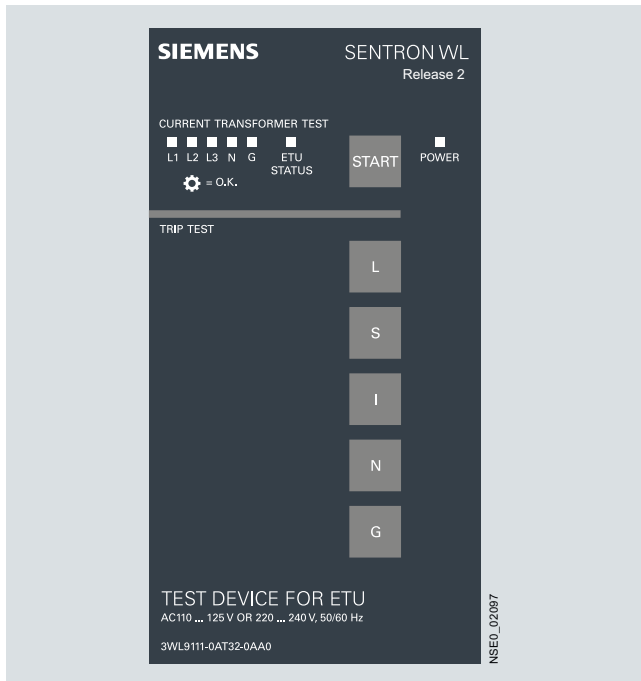 SIEMENS SENTRON WL
Release 2
CURRENT TRANSFORMER TEST
L1 L2 L3 N G ETU STATUS START POWER
= O.K.
TRIP TEST
L
S
I
N
G
TEST DEVICE FOR ETU
AC110 ... 125 V OR 220 ... 240 V, 50/60 Hz
3WL9111-0AT32-0AA0
NSE0_02097